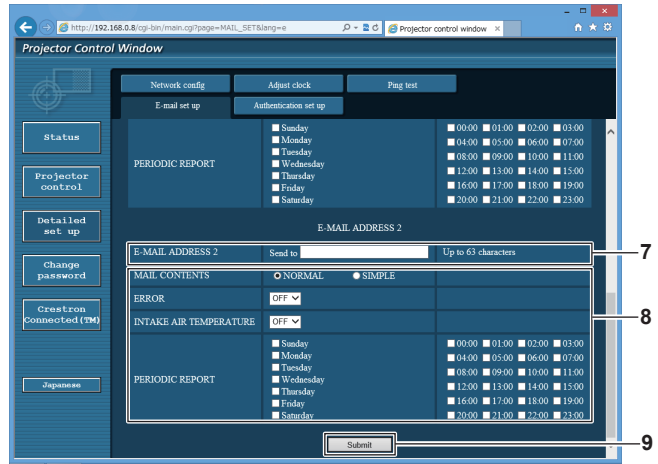 http://192.168.0.8/cgi-bin/main.cgi?page=MAIL_SET&lang=e
Projector control window
Projector Control Window
Network config Adjust clock Ping test
E-mail set up Authentication set up
Status
Projector control
Detailed set up
Change password
Crestron Connected(TM)
Japanese
PERIODIC REPORT
Sunday
Monday
Tuesday
Wednesday
Thursday
Friday
Saturday
00:00 01:00 02:00 03:00
04:00 05:00 06:00 07:00
08:00 09:00 10:00 11:00
12:00 13:00 14:00 15:00
16:00 17:00 18:00 19:00
20:00 21:00 22:00 23:00
E-MAIL ADDRESS 2
E-MAIL ADDRESS 2 Send to Up to 63 characters
7
MAIL CONTENTS NORMAL SIMPLE
ERROR OFF
8
INTAKE AIR TEMPERATURE OFF
PERIODIC REPORT
Sunday
Monday
Tuesday
Wednesday
Thursday
Friday
Saturday
00:00 01:00 02:00 03:00
04:00 05:00 06:00 07:00
08:00 09:00 10:00 11:00
12:00 13:00 14:00 15:00
16:00 17:00 18:00 19:00
20:00 21:00 22:00 23:00
Submit
9